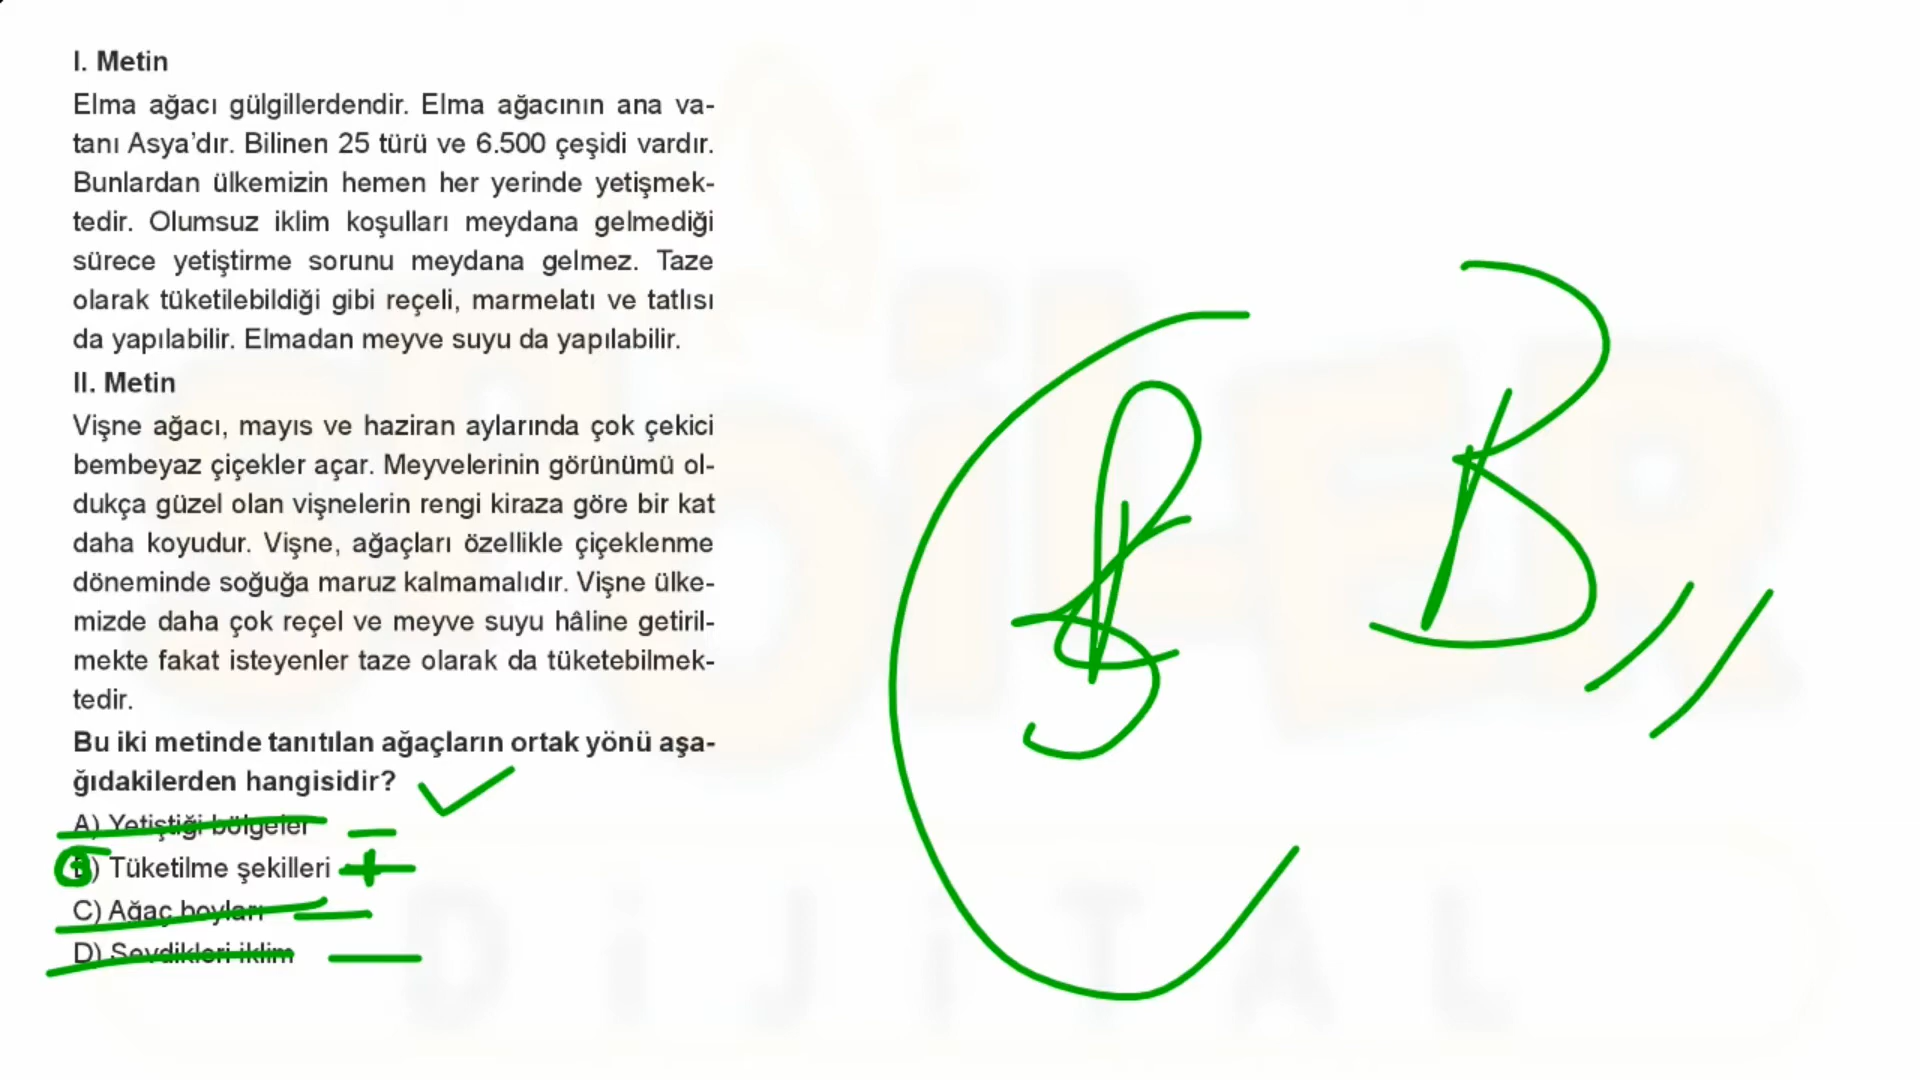 I. Metin
Elma ağacı gülgillerdendir. Elma ağacının ana va-
tanı Asya’dır. Bilinen 25 türü ve 6.500 çeşidi vardır.
Bunlardan ülkemizin hemen her yerinde yetişmek-
tedir. Olumsuz iklim koşulları meydana gelmediği
sürece yetiştirme sorunu meydana gelmez. Taze
olarak tüketilebildiği gibi reçeli, marmelatı ve tatlısı
da yapılabilir. Elmadan meyve suyu da yapılabilir.
II. Metin
Vişne ağacı, mayıs ve haziran aylarında çok çekici
bembeyaz çiçekler açar. Meyvelerinin görünümü ol-
dukça güzel olan vişnelerin rengi kiraza göre bir kat
daha koyudur. Vişne, ağaçları özellikle çiçeklenme
döneminde soğuğa maruz kalmamalıdır. Vişne ülke-
mizde daha çok reçel ve meyve suyu hâline getiril-
mekte fakat isteyenler taze olarak da tüketebilmek-
tedir.
Bu iki metinde tanıtılan ağaçların ortak yönü aşa-
ğıdakilerden hangisidir?
A) Yetiştiği bölgeler
B) Tüketilme şekilleri
C) Ağaç boyları
D) Sevdikleri iklim
B
SPOiLER
DiJiTAL